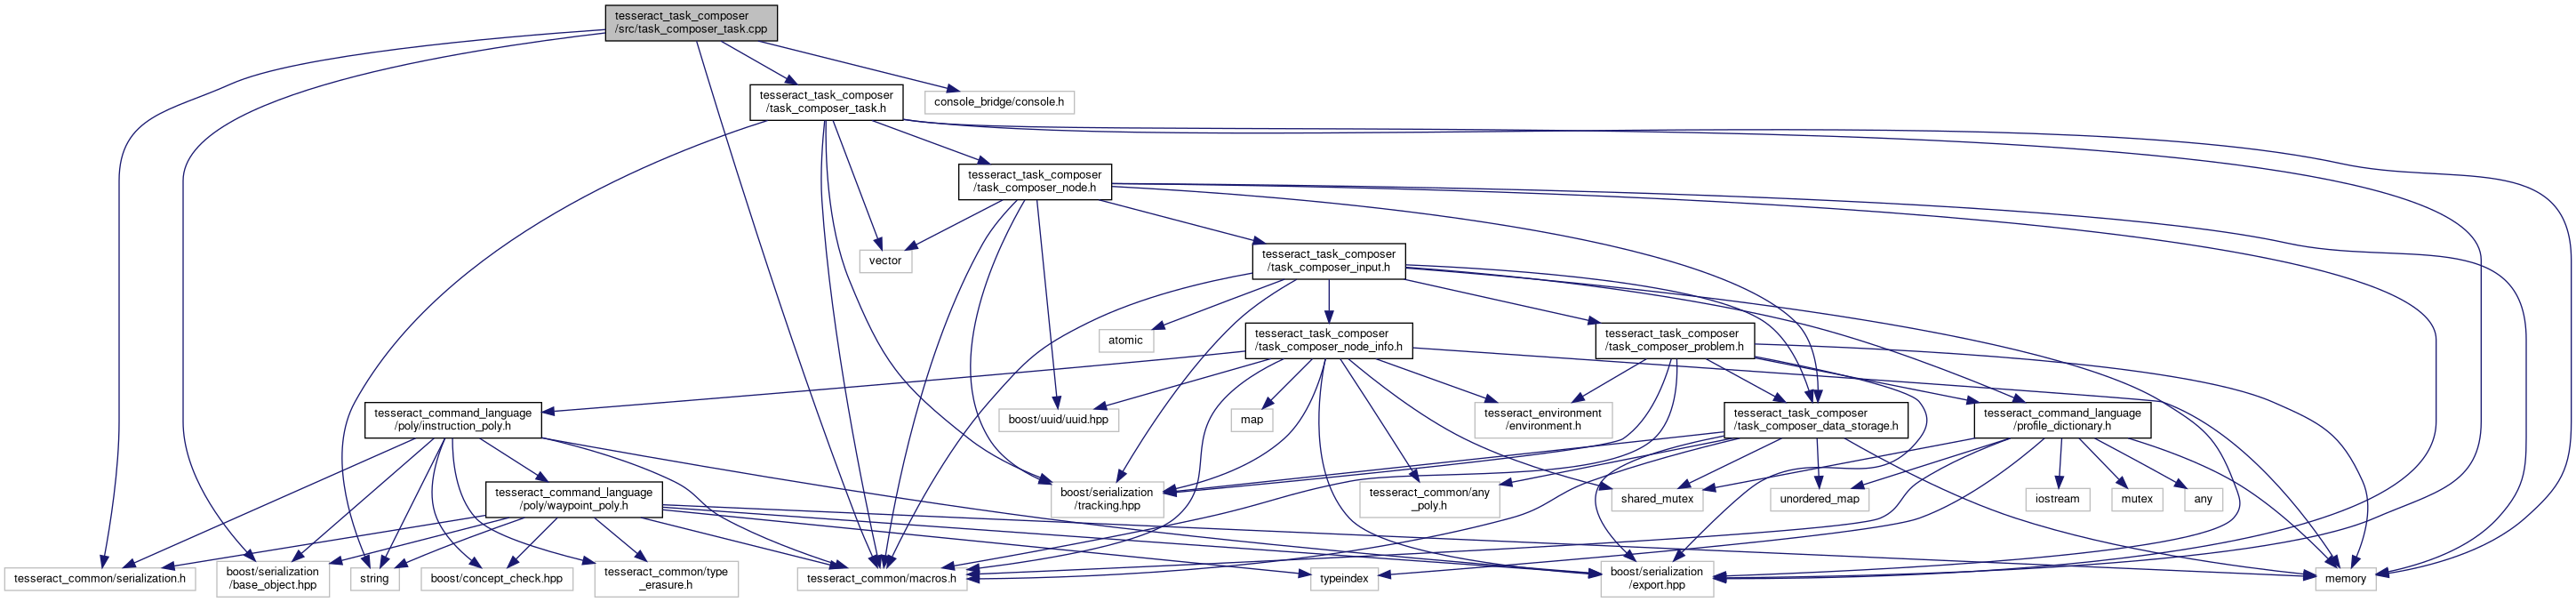 tesseract_task_composer
/src/task_composer_task.cpp
tesseract_task_composer
/task_composer_task.h
console_bridge/console.h
tesseract_task_composer
/task_composer_node.h
vector
tesseract_task_composer
/task_composer_input.h
atomic
tesseract_task_composer
/task_composer_node_info.h
tesseract_task_composer
/task_composer_problem.h
tesseract_command_language
/poly/instruction_poly.h
boost/uuid/uuid.hpp
map
tesseract_environment
/environment.h
tesseract_task_composer
/task_composer_data_storage.h
tesseract_command_language
/profile_dictionary.h
tesseract_command_language
/poly/waypoint_poly.h
boost/serialization
/tracking.hpp
tesseract_common/any
_poly.h
shared_mutex
unordered_map
iostream
mutex
any
tesseract_common/serialization.h
boost/serialization
/base_object.hpp
string
boost/concept_check.hpp
tesseract_common/type
_erasure.h
tesseract_common/macros.h
typeindex
boost/serialization
/export.hpp
memory